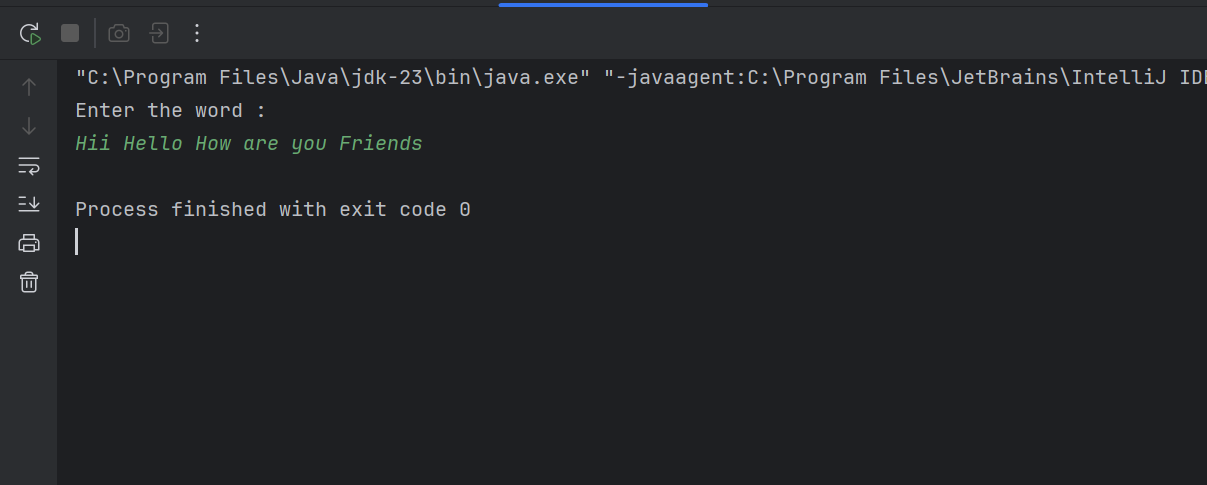 "C:\Program Files\Java\jdk-23\bin\java.exe" "-javaagent:C:\Program Files\JetBrains\IntelliJ
Enter the word :
Hii Hello How are you Friends
Process finished with exit code 0